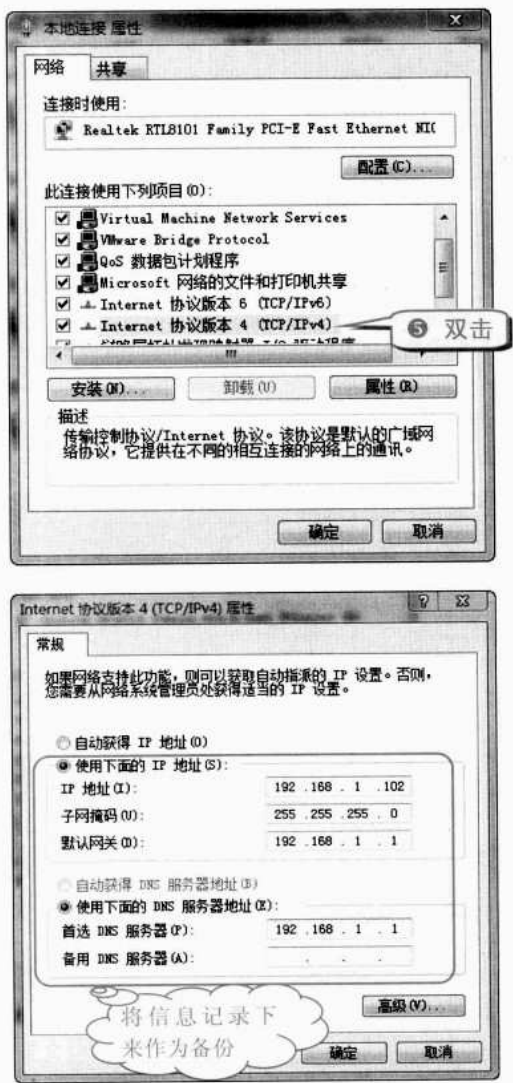 本地连接 属性
网络 共享
连接时使用:
Realtek RTL8101 Family PCI-E Fast Ethernet NI(
配置(C)...
此连接使用下列项目(O):
Virtual Machine Network Services
VMware Bridge Protocol
QoS 数据包计划程序
Microsoft 网络的文件和打印机共享
Internet 协议版本 6 (TCP/IPv6)
Internet 协议版本 4 (TCP/IPv4)
❺ 双击
安装(N)... 卸载(U) 属性(R)
描述
传输控制协议/Internet 协议。该协议是默认的广域网
络协议，它提供在不同的相互连接的网络上的通讯。
确定 取消
Internet 协议版本 4 (TCP/IPv4) 属性
常规
如果网络支持此功能，则可以获取自动指派的 IP 设置。否则，
您需要从网络系统管理员处获得适当的 IP 设置。
自动获得 IP 地址(O)
使用下面的 IP 地址(S):
IP 地址(I): 192 .168 . 1 .102
子网掩码(U): 255 .255 .255 . 0
默认网关(D): 192 .168 . 1 . 1
自动获得 DNS 服务器地址(B)
使用下面的 DNS 服务器地址(E):
首选 DNS 服务器(P): 192 .168 . 1 . 1
备用 DNS 服务器(A): . . .
高级(V)...
将信息记录下
来作为备份
确定 取消